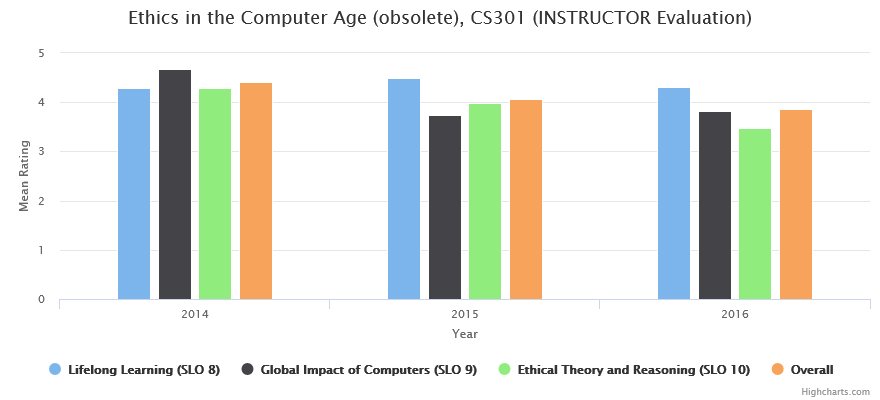 Ethics in the Computer Age (obsolete), CS301 (INSTRUCTOR Evaluation)
5
4
3
2
1
0
Mean Rating
2014
2015
2016
Year
Lifelong Learning (SLO 8)
Global Impact of Computers (SLO 9)
Ethical Theory and Reasoning (SLO 10)
Overall
Highcharts.com